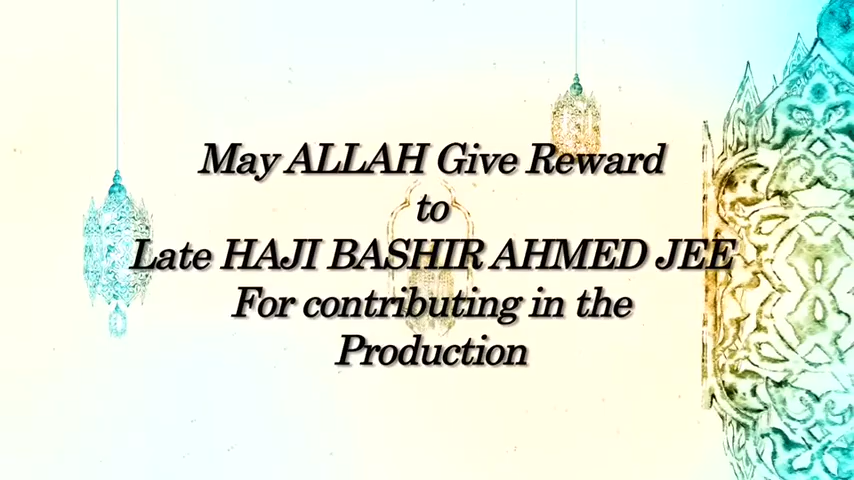 May ALLAH Give Reward
to
Late HAJI BASHIR AHMED JEE
For contributing in the
Production